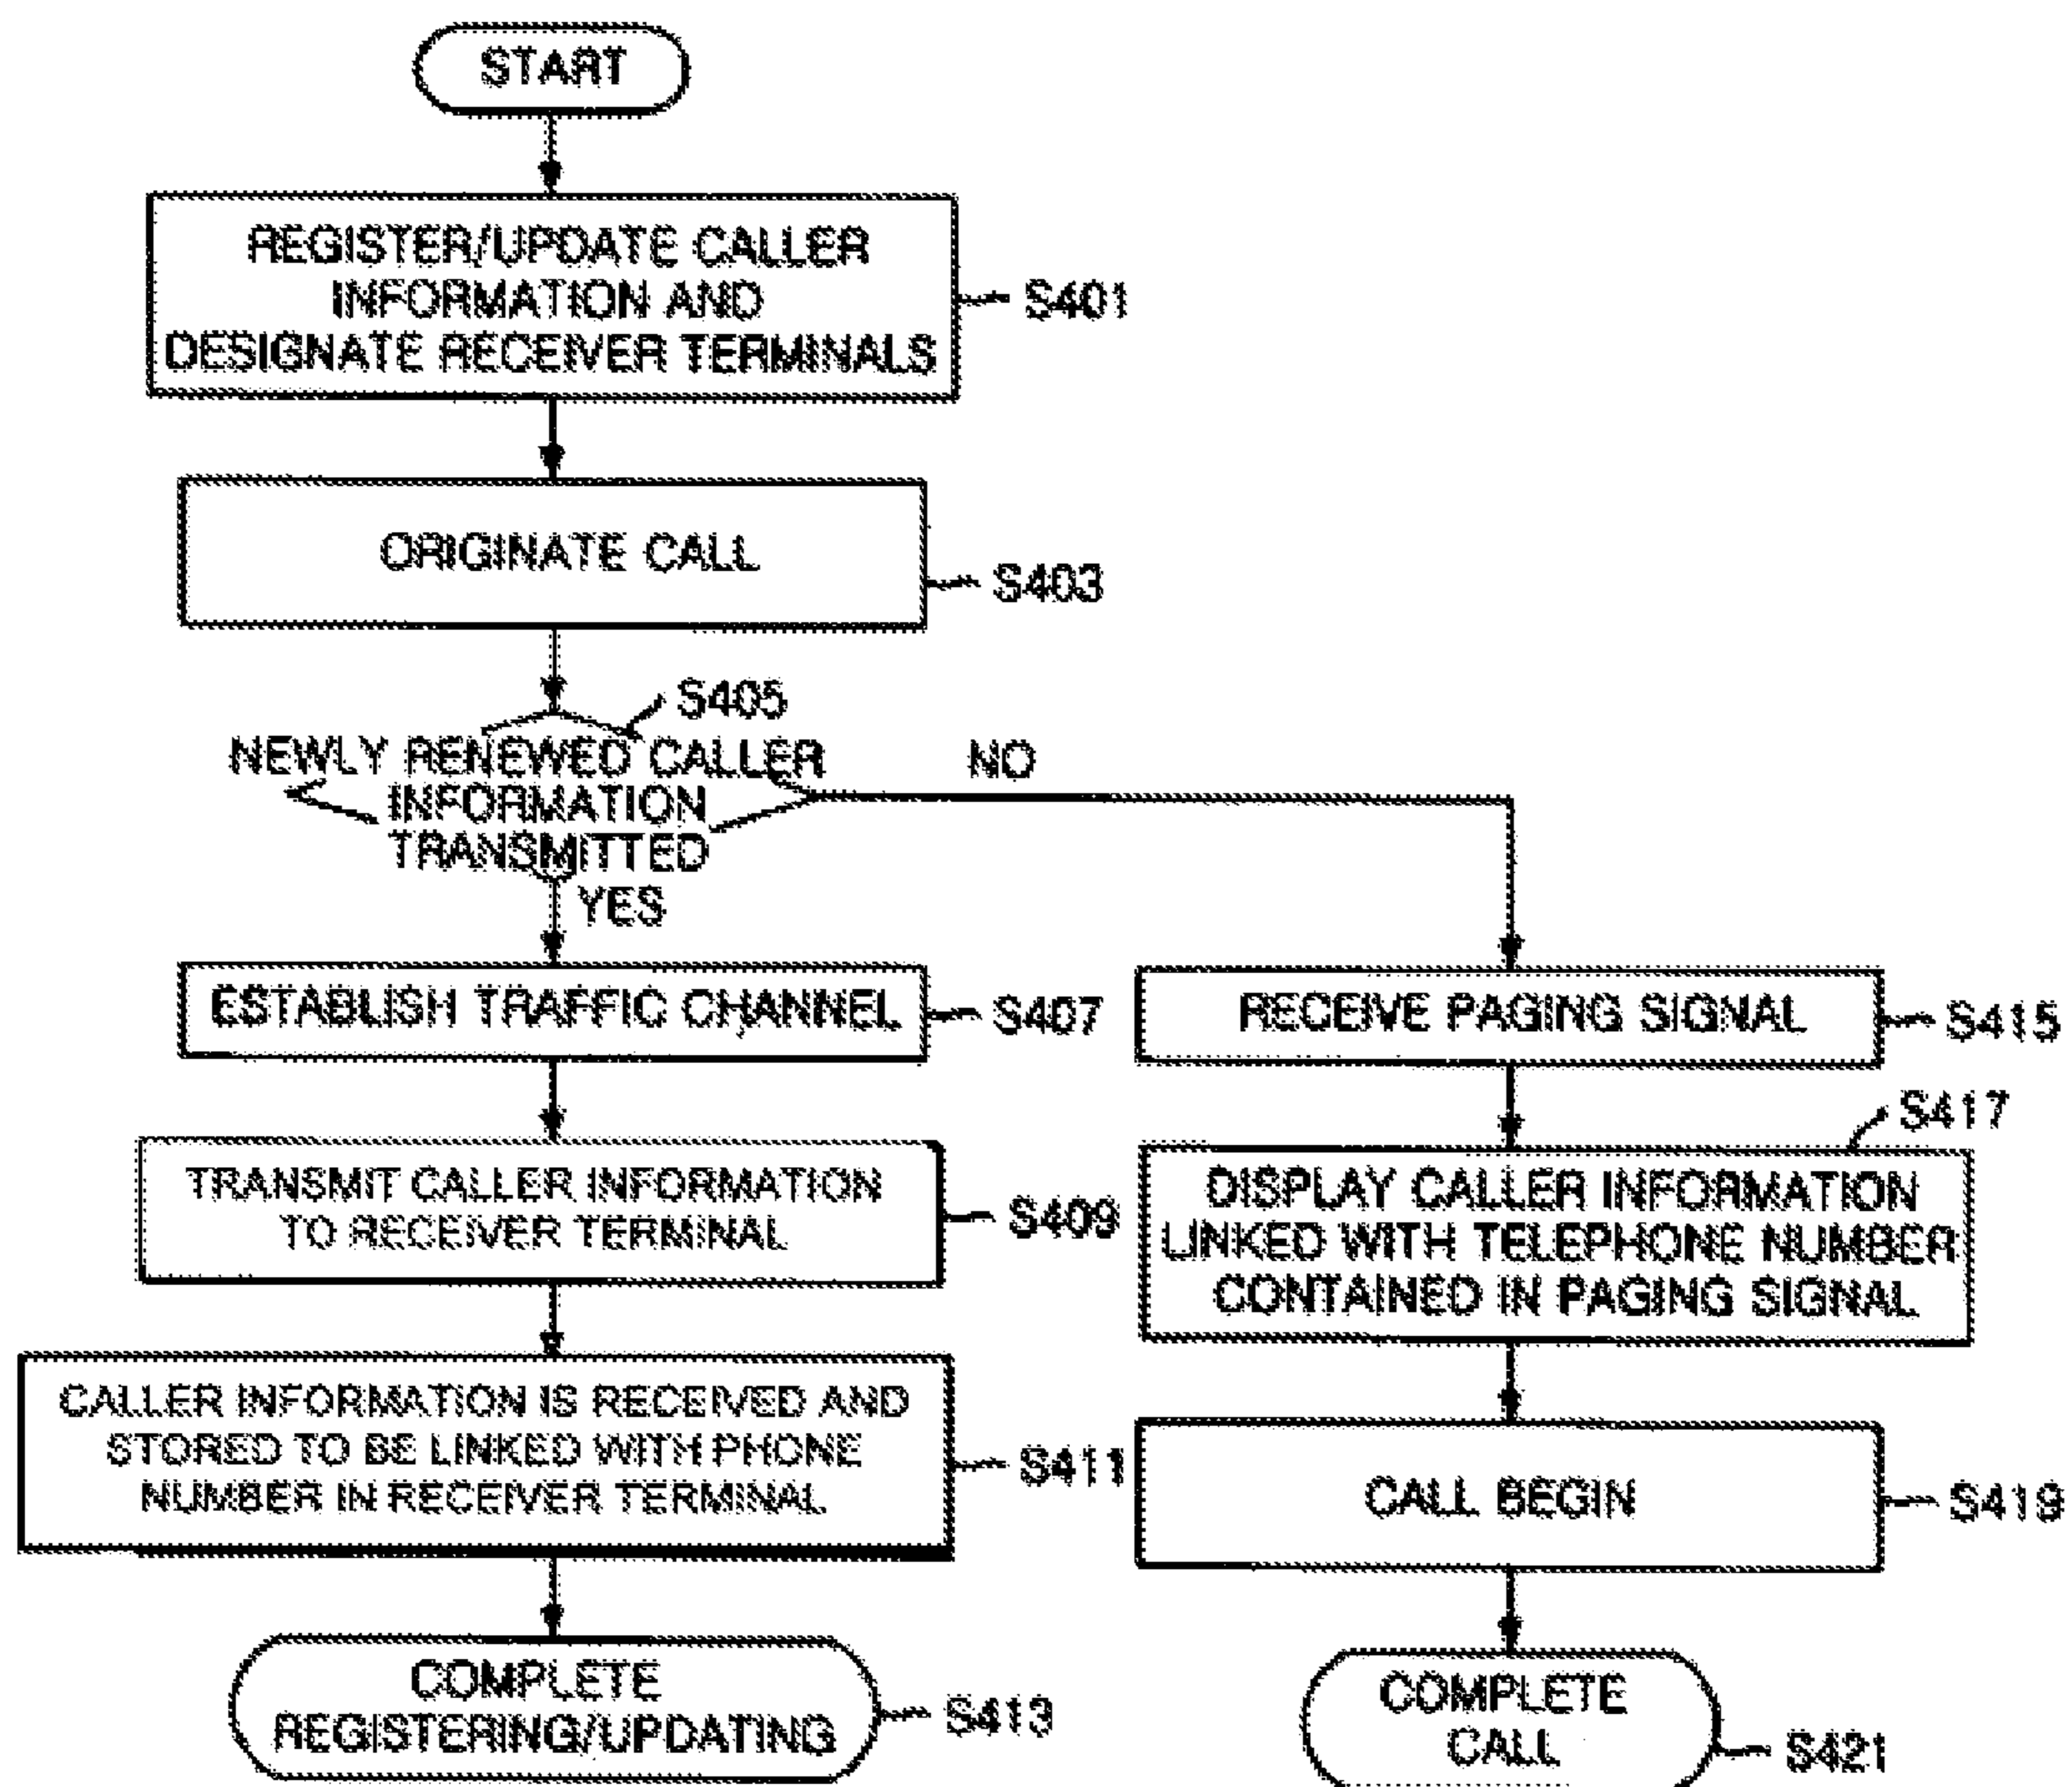 START
REGISTER/UPDATE CALLER
INFORMATION AND
DESIGNATE RECEIVER TERMINALS
S401
ORIGINATE CALL
S403
S405
NEWLY RENEWED CALLER
INFORMATION
TRANSMITTED
NO
YES
ESTABLISH TRAFFIC CHANNEL
S407
TRANSMIT CALLER INFORMATION
TO RECEIVER TERMINAL
S409
CALLER INFORMATION IS RECEIVED AND
STORED TO BE LINKED WITH PHONE
NUMBER IN RECEIVER TERMINAL
S411
COMPLETE
REGISTERING/UPDATING
S413
RECEIVE PAGING SIGNAL
S415
S417
DISPLAY CALLER INFORMATION
LINKED WITH TELEPHONE NUMBER
CONTAINED IN PAGING SIGNAL
CALL BEGIN
S419
COMPLETE
CALL
S421